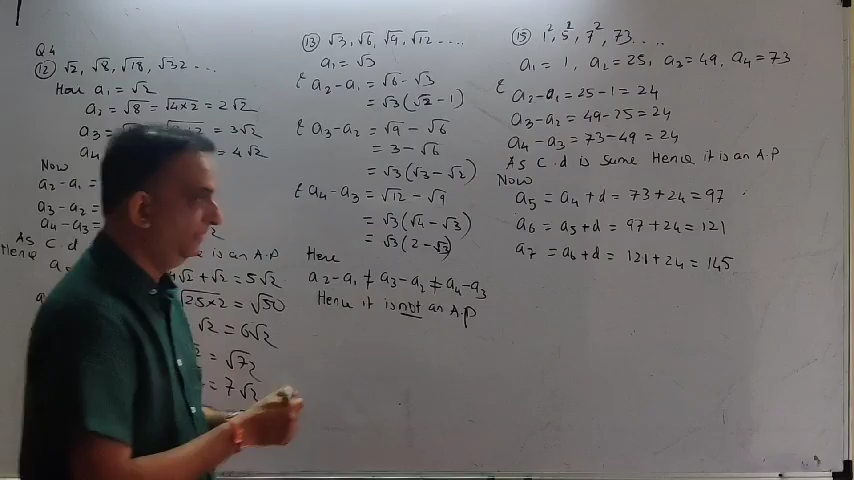 Q4
(12) √2, √8, √18, √32 ...
Here a₁ = √2
a₂ = √8 = √4×2 = 2√2
a₃ = = 3√2
a₄ = 4√2
Now
a₂-a₁ =
a₃-a₂ =
a₄-a₃ =
As C.d is an A.P
Hence
4√2 + √2 = 5√2
√25×2 = √50
√2 = 6√2
= √72
= 7√2
(13) √3, √6, √9, √12 ....
a₁ = √3
& a₂-a₁ = √6 - √3
= √3(√2-1)
& a₃-a₂ = √9 - √6
= 3-√6
= √3(√3-√2)
& a₄-a₃ = √12 - √9
= √3(√4-√3)
= √3(2-√3)
Here
a₂-a₁ ≠ a₃-a₂ ≠ a₄-a₃
Hence it is not an A.P
(15) 1², 5², 7², 73....
a₁ = 1, a₂ = 25, a₃ = 49, a₄ = 73
& a₂-a₁ = 25-1 = 24
a₃-a₂ = 49-25 = 24
a₄-a₃ = 73-49 = 24
As C.d is same Hence it is an A.P
Now
a₅ = a₄+d = 73+24 = 97
a₆ = a₅+d = 97+24 = 121
a₇ = a₆+d = 121+24 = 145